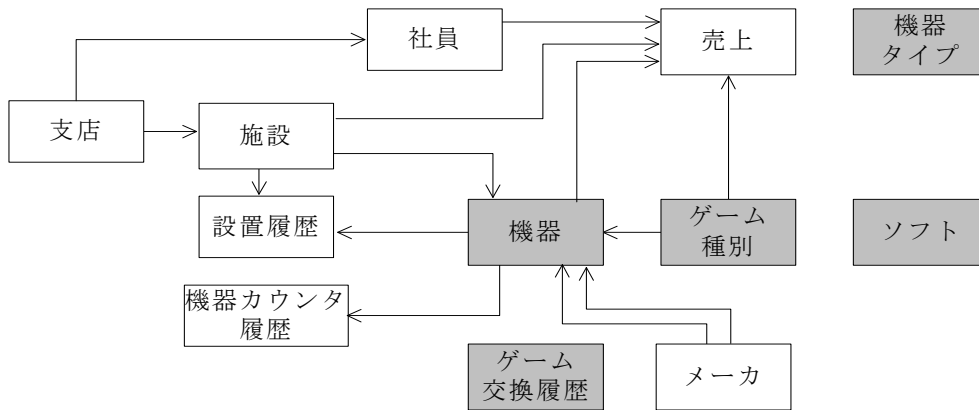 社員
売上
機器
タイプ
支店
施設
設置履歴
機器
ゲーム
種別
ソフト
機器カウンタ
履歴
ゲーム
交換履歴
メーカ